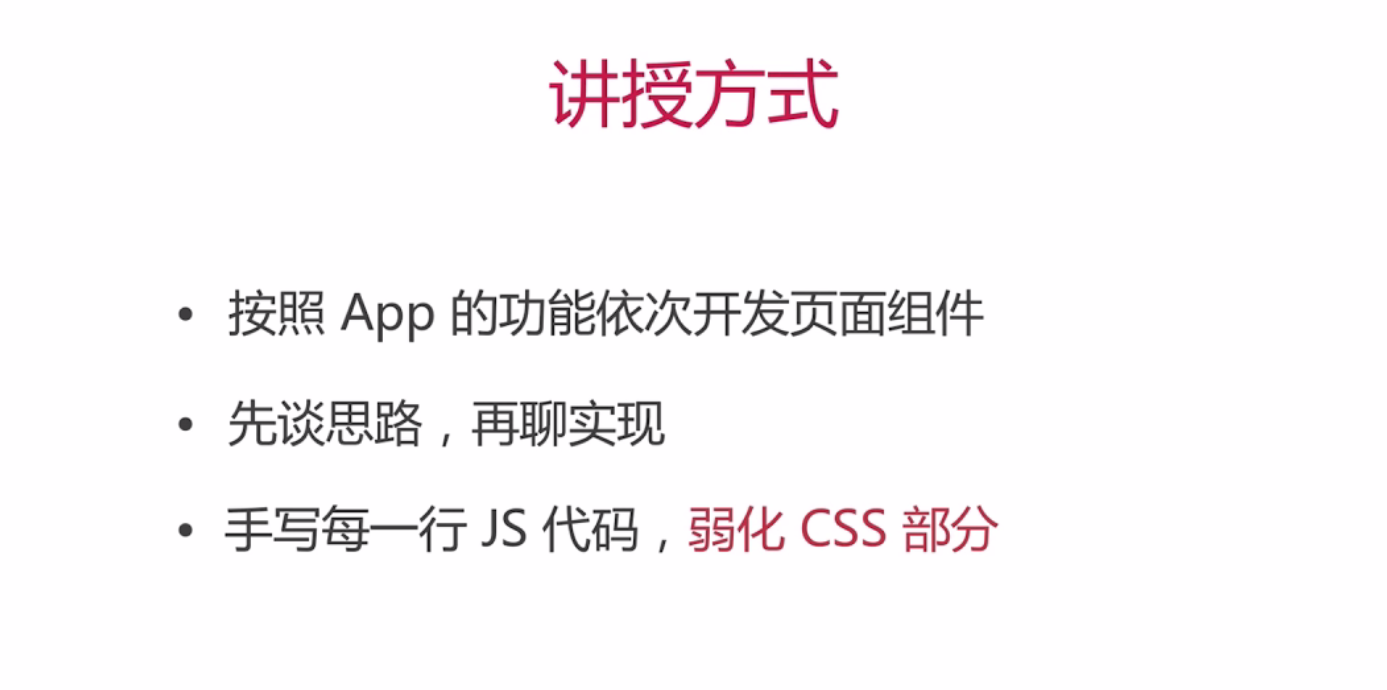 讲授方式
• 按照 App 的功能依次开发页面组件
• 先谈思路，再聊实现
• 手写每一行 JS 代码，弱化 CSS 部分